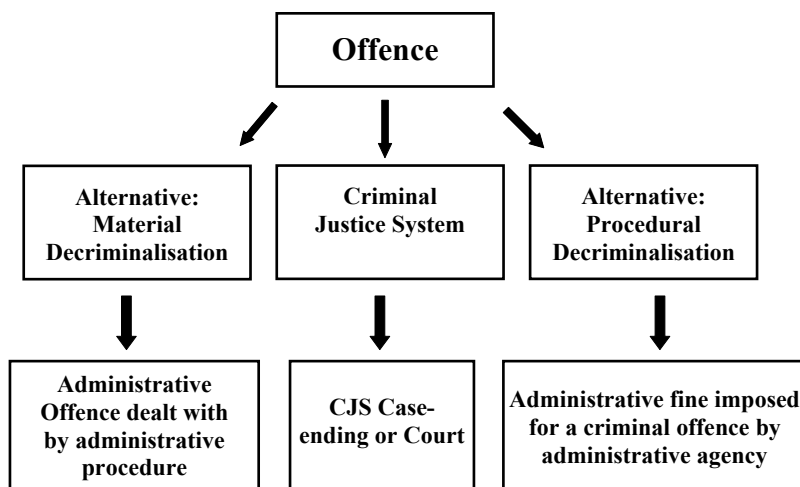 Offence
Alternative:
Material
Decriminalisation
Criminal
Justice System
Alternative:
Procedural
Decriminalisation
Administrative
Offence dealt with
by administrative
procedure
CJS Case-
ending or Court
Administrative fine imposed
for a criminal offence by
administrative agency